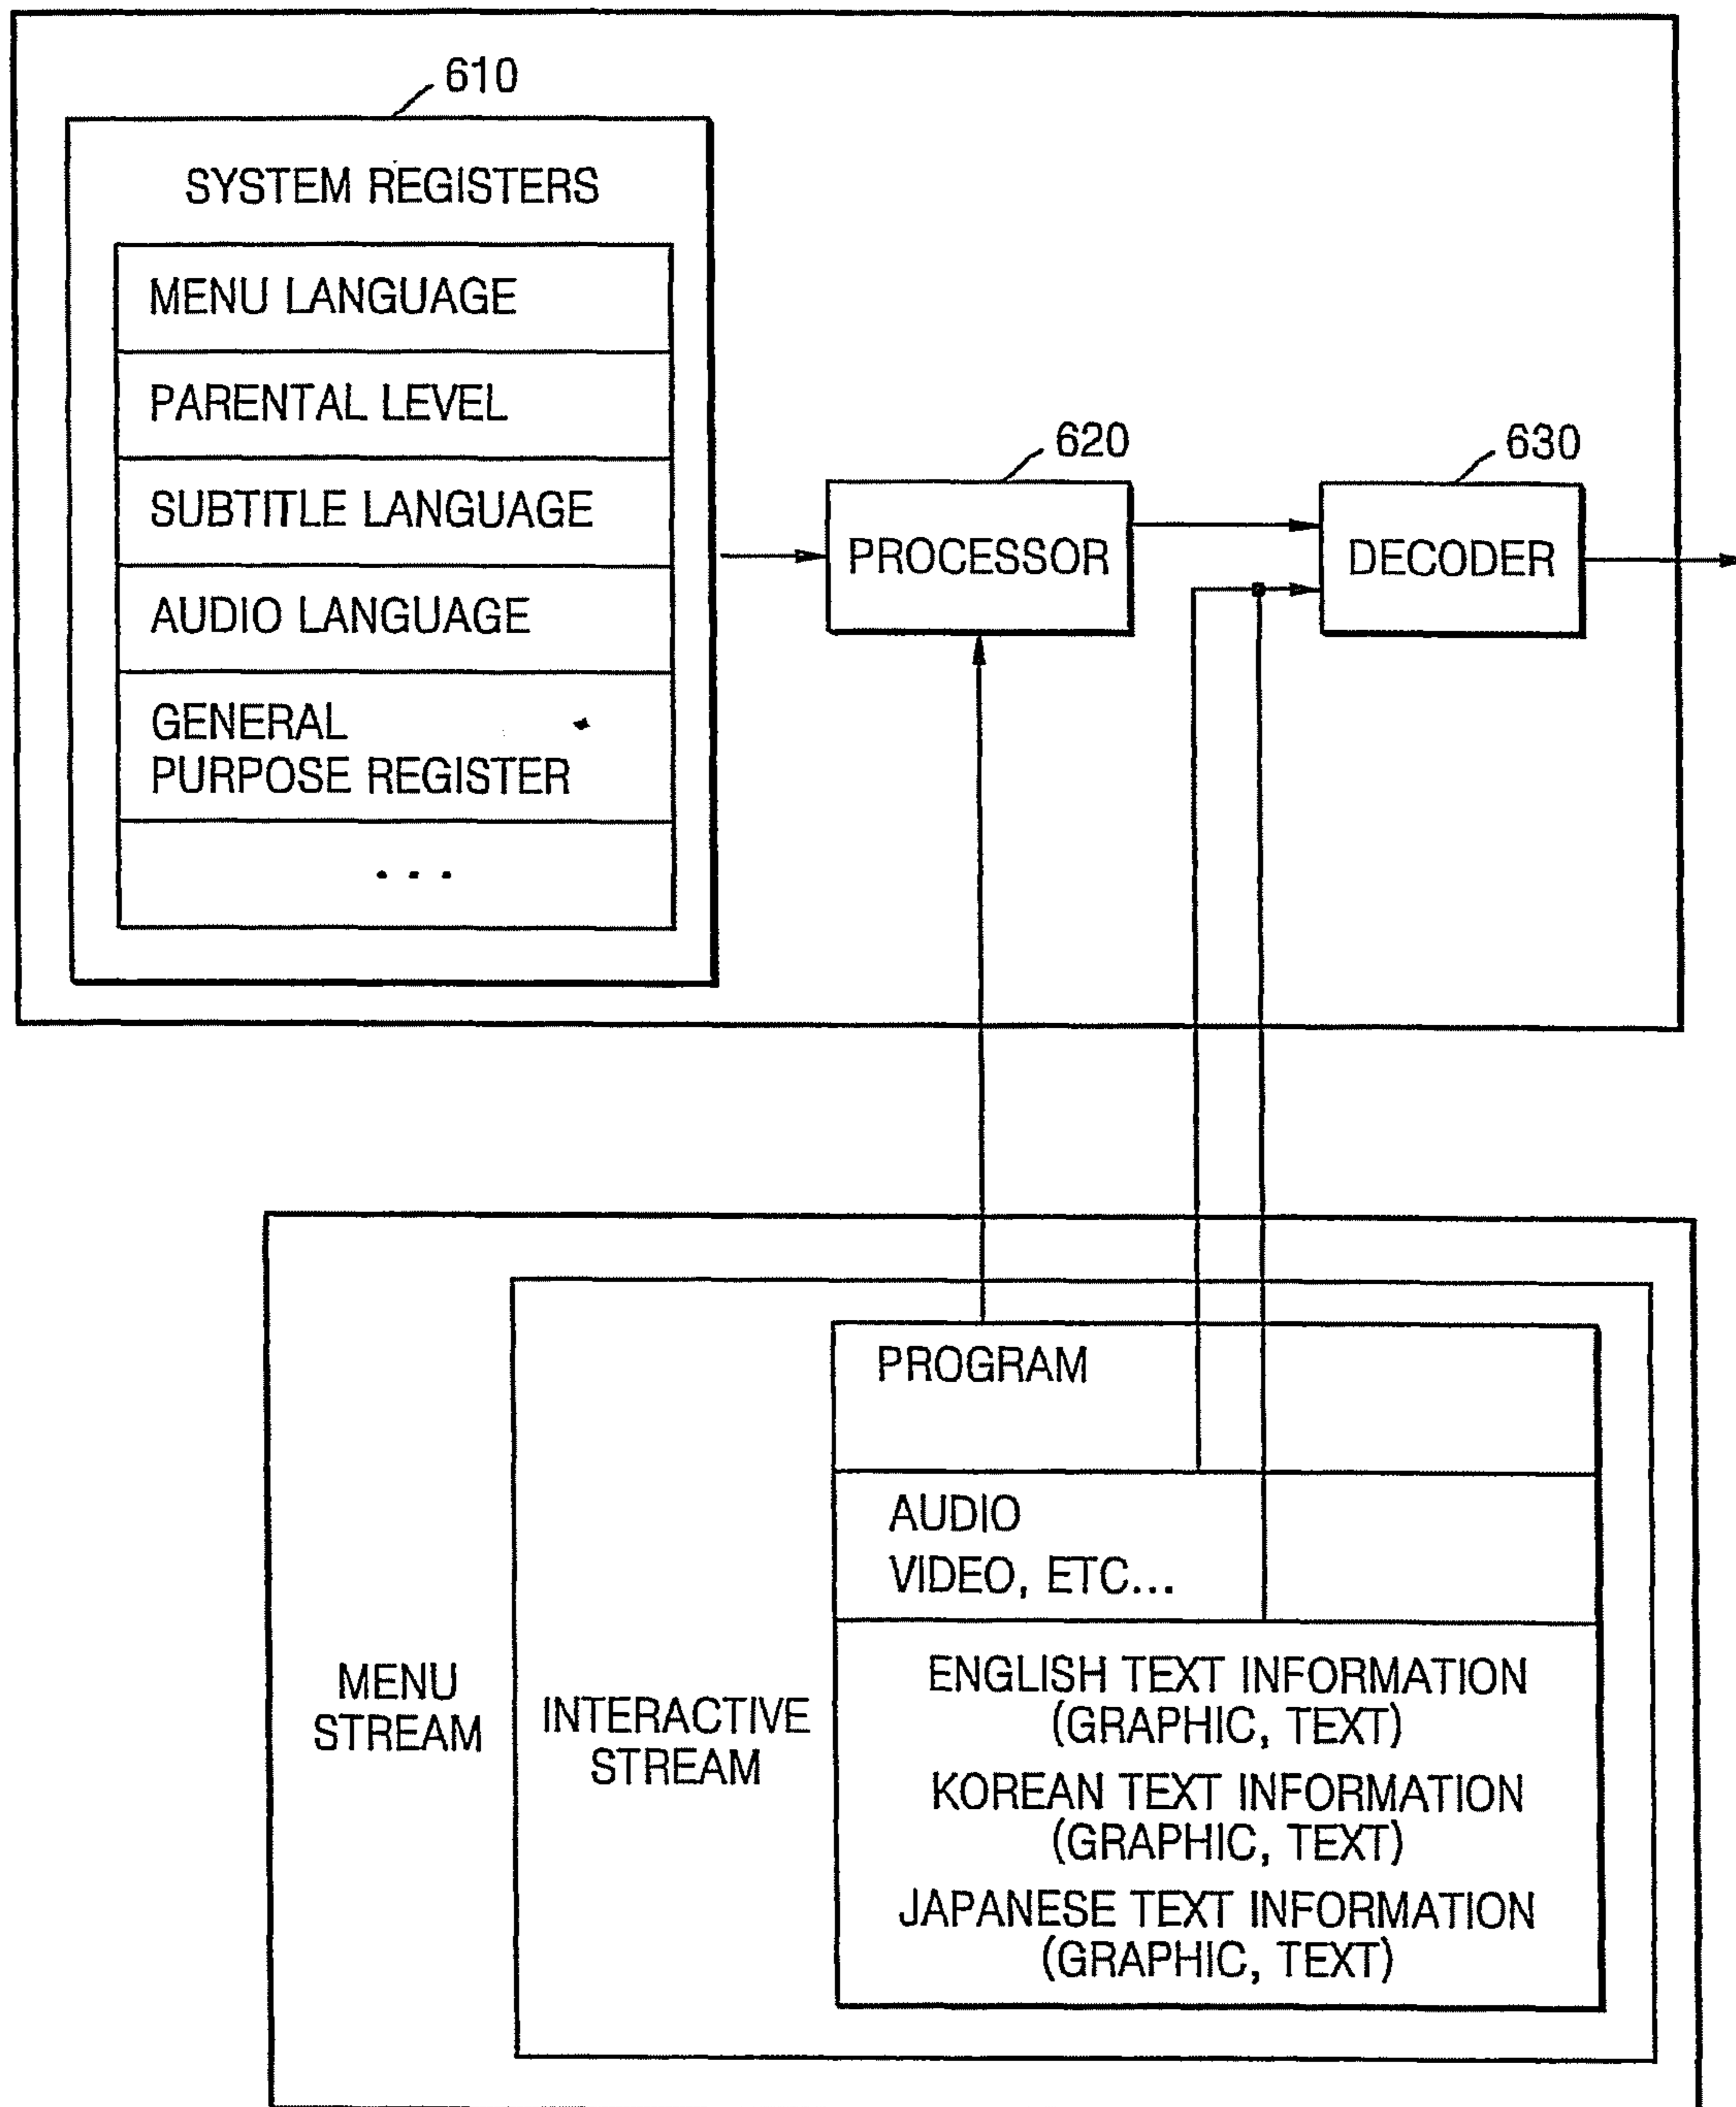 610
SYSTEM REGISTERS
MENU LANGUAGE
PARENTAL LEVEL
SUBTITLE LANGUAGE
AUDIO LANGUAGE
GENERAL
PURPOSE REGISTER
...
620
PROCESSOR
630
DECODER
MENU
STREAM
INTERACTIVE
STREAM
PROGRAM
AUDIO
VIDEO, ETC...
ENGLISH TEXT INFORMATION
(GRAPHIC, TEXT)
KOREAN TEXT INFORMATION
(GRAPHIC, TEXT)
JAPANESE TEXT INFORMATION
(GRAPHIC, TEXT)